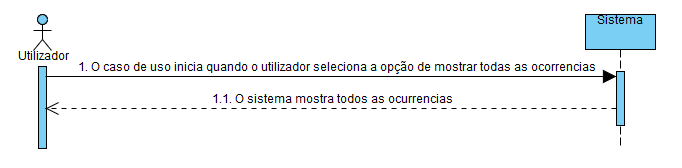 Sistema
Utilizador
1. O caso de uso inicia quando o utilizador seleciona a opção de mostrar todas as ocorrencias
1.1. O sistema mostra todos as ocurrencias